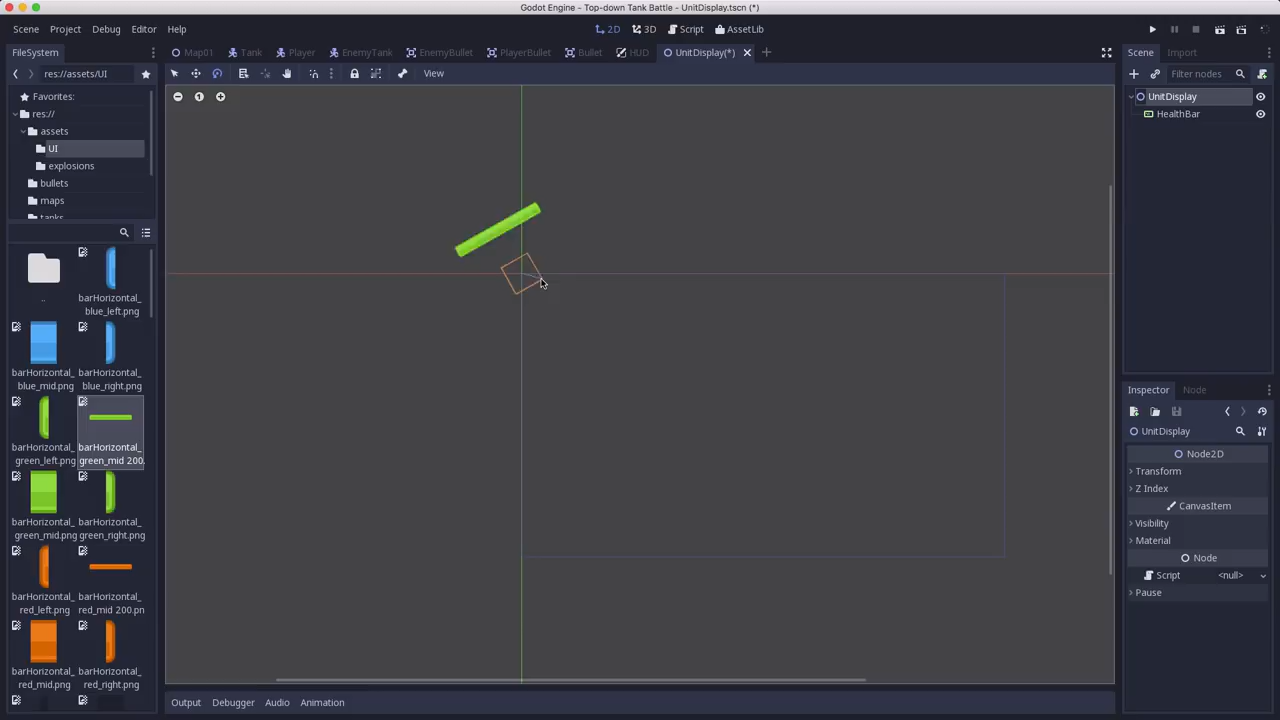 Godot Engine - Top-down Tank Battle - UnitDisplay.tscn (*)
Scene Project Debug Editor Help
2D 3D Script AssetLib
FileSystem
Map01 Tank Player EnemyTank EnemyBullet PlayerBullet Bullet HUD UnitDisplay(*)
Scene Import
res://assets/UI
View
Filter nodes
Favorites:
res://
assets
UI
explosions
bullets
maps
tanks
1
UnitDisplay
HealthBar
..
barHorizontal_
blue_left.png
barHorizontal_
blue_mid.png
barHorizontal_
blue_right.png
barHorizontal_
green_left.png
barHorizontal_
green_mid 200.
barHorizontal_
green_mid.png
barHorizontal_
green_right.png
barHorizontal_
red_left.png
barHorizontal_
red_mid 200.pn
barHorizontal_
red_mid.png
barHorizontal_
red_right.png
Inspector Node
UnitDisplay
Node2D
Transform
Z Index
CanvasItem
Visibility
Material
Node
Script <null>
Pause
Output Debugger Audio Animation